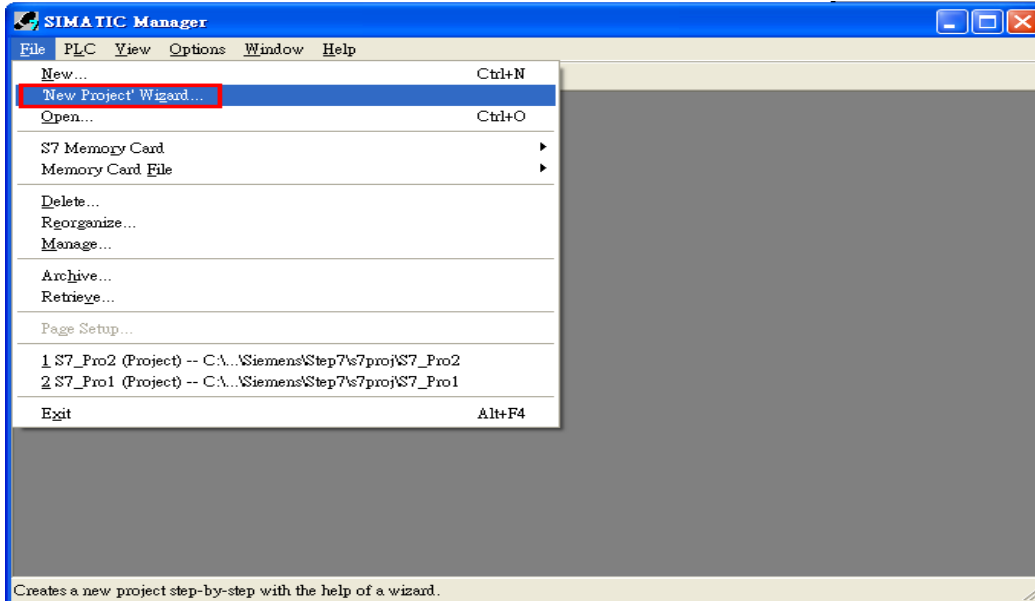 SIMATIC Manager
File PLC View Options Window Help
New... Ctrl+N
'New Project' Wizard...
Open... Ctrl+O
S7 Memory Card
Memory Card File
Delete...
Reorganize...
Manage...
Archive...
Retrieve...
Page Setup...
1 S7_Pro2 (Project) -- C:\...\Siemens\Step7\s7proj\S7_Pro2
2 S7_Pro1 (Project) -- C:\...\Siemens\Step7\s7proj\S7_Pro1
Exit Alt+F4
Creates a new project step-by-step with the help of a wizard.